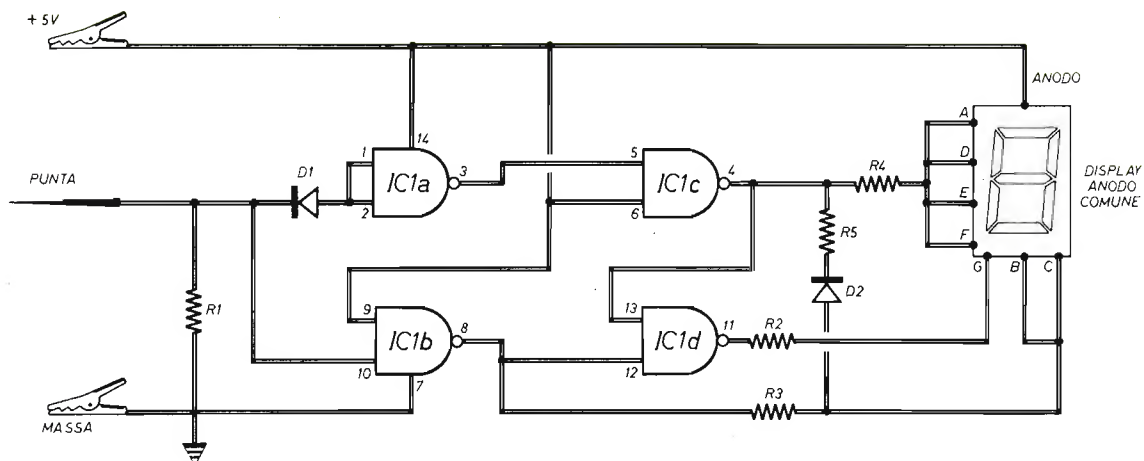 + 5V
ANODO
A
D
E
F
G
B
C
DISPLAY
ANODO
COMUNE
PUNTA
D1
1
2
14
IC1a
3
5
6
IC1c
4
R4
R5
D2
R1
9
10
IC1b
8
7
13
12
IC1d
11
R2
R3
MASSA